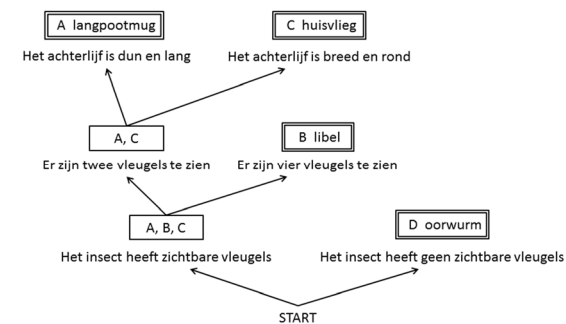 A langpootmug
C huisvlieg
Het achterlijf is dun en lang
Het achterlijf is breed en rond
A, C
B libel
Er zijn twee vleugels te zien
Er zijn vier vleugels te zien
A, B, C
D oorwurm
Het insect heeft zichtbare vleugels
Het insect heeft geen zichtbare vleugels
START